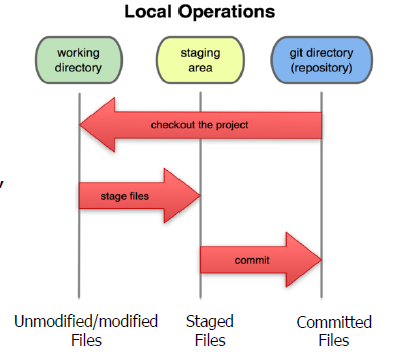 Local Operations
working
directory
staging
area
git directory
(repository)
checkout the project
stage files
commit
Unmodified/modified
Files
Staged
Files
Committed
Files